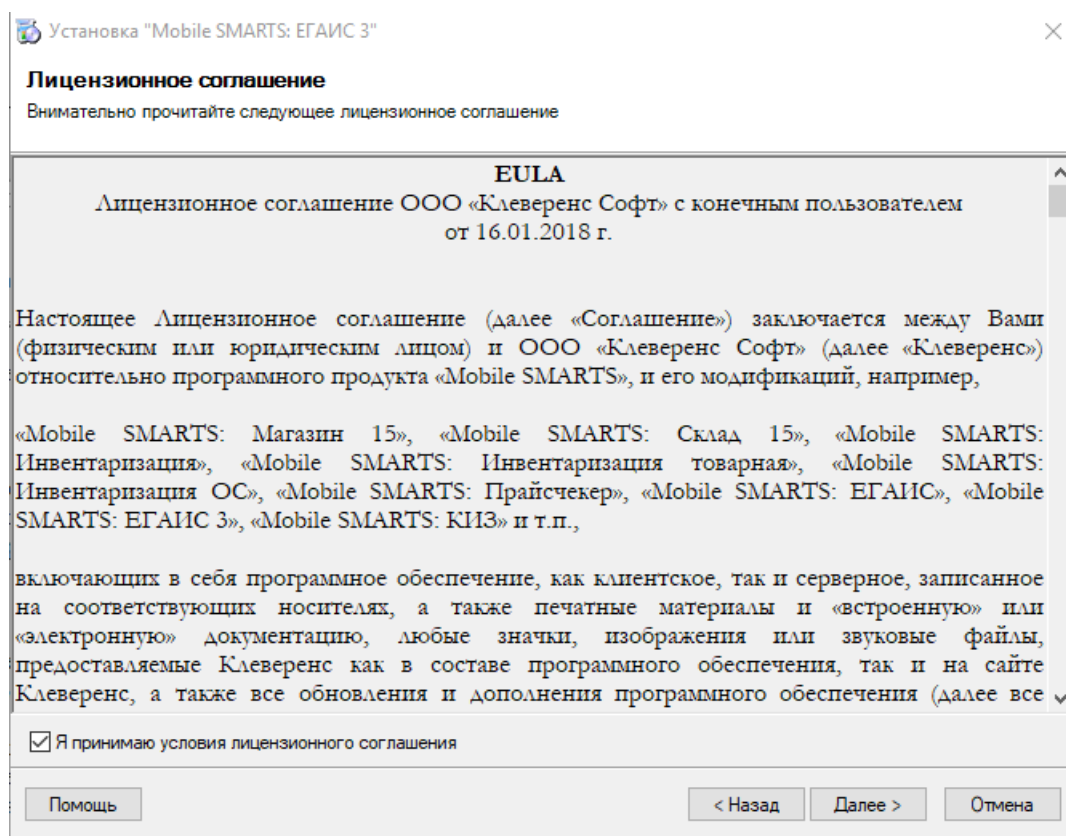 Установка "Mobile SMARTS: ЕГАИС 3"
Лицензионное соглашение
Внимательно прочитайте следующее лицензионное соглашение
EULA
Лицензионное соглашение ООО «Клеверенс Софт» с конечным пользователем
от 16.01.2018 г.
Настоящее Лицензионное соглашение (далее «Соглашение») заключается между Вами
(физическим или юридическим лицом) и ООО «Клеверенс Софт» (далее «Клеверенс»)
относительно программного продукта «Mobile SMARTS», и его модификаций, например,
«Mobile SMARTS: Магазин 15», «Mobile SMARTS: Склад 15», «Mobile SMARTS:
Инвентаризация», «Mobile SMARTS: Инвентаризация товарная», «Mobile SMARTS:
Инвентаризация ОС», «Mobile SMARTS: Прайсчекер», «Mobile SMARTS: ЕГАИС», «Mobile
SMARTS: ЕГАИС 3», «Mobile SMARTS: КИЗ» и т.п.,
включающих в себя программное обеспечение, как клиентское, так и серверное, записанное
на соответствующих носителях, а также печатные материалы и «встроенную» или
«электронную» документацию, любые значки, изображения или звуковые файлы,
предоставляемые Клеверенс как в составе программного обеспечения, так и на сайте
Клеверенс, а также все обновления и дополнения программного обеспечения (далее все
Я принимаю условия лицензионного соглашения
Помощь
< Назад
Далее >
Отмена